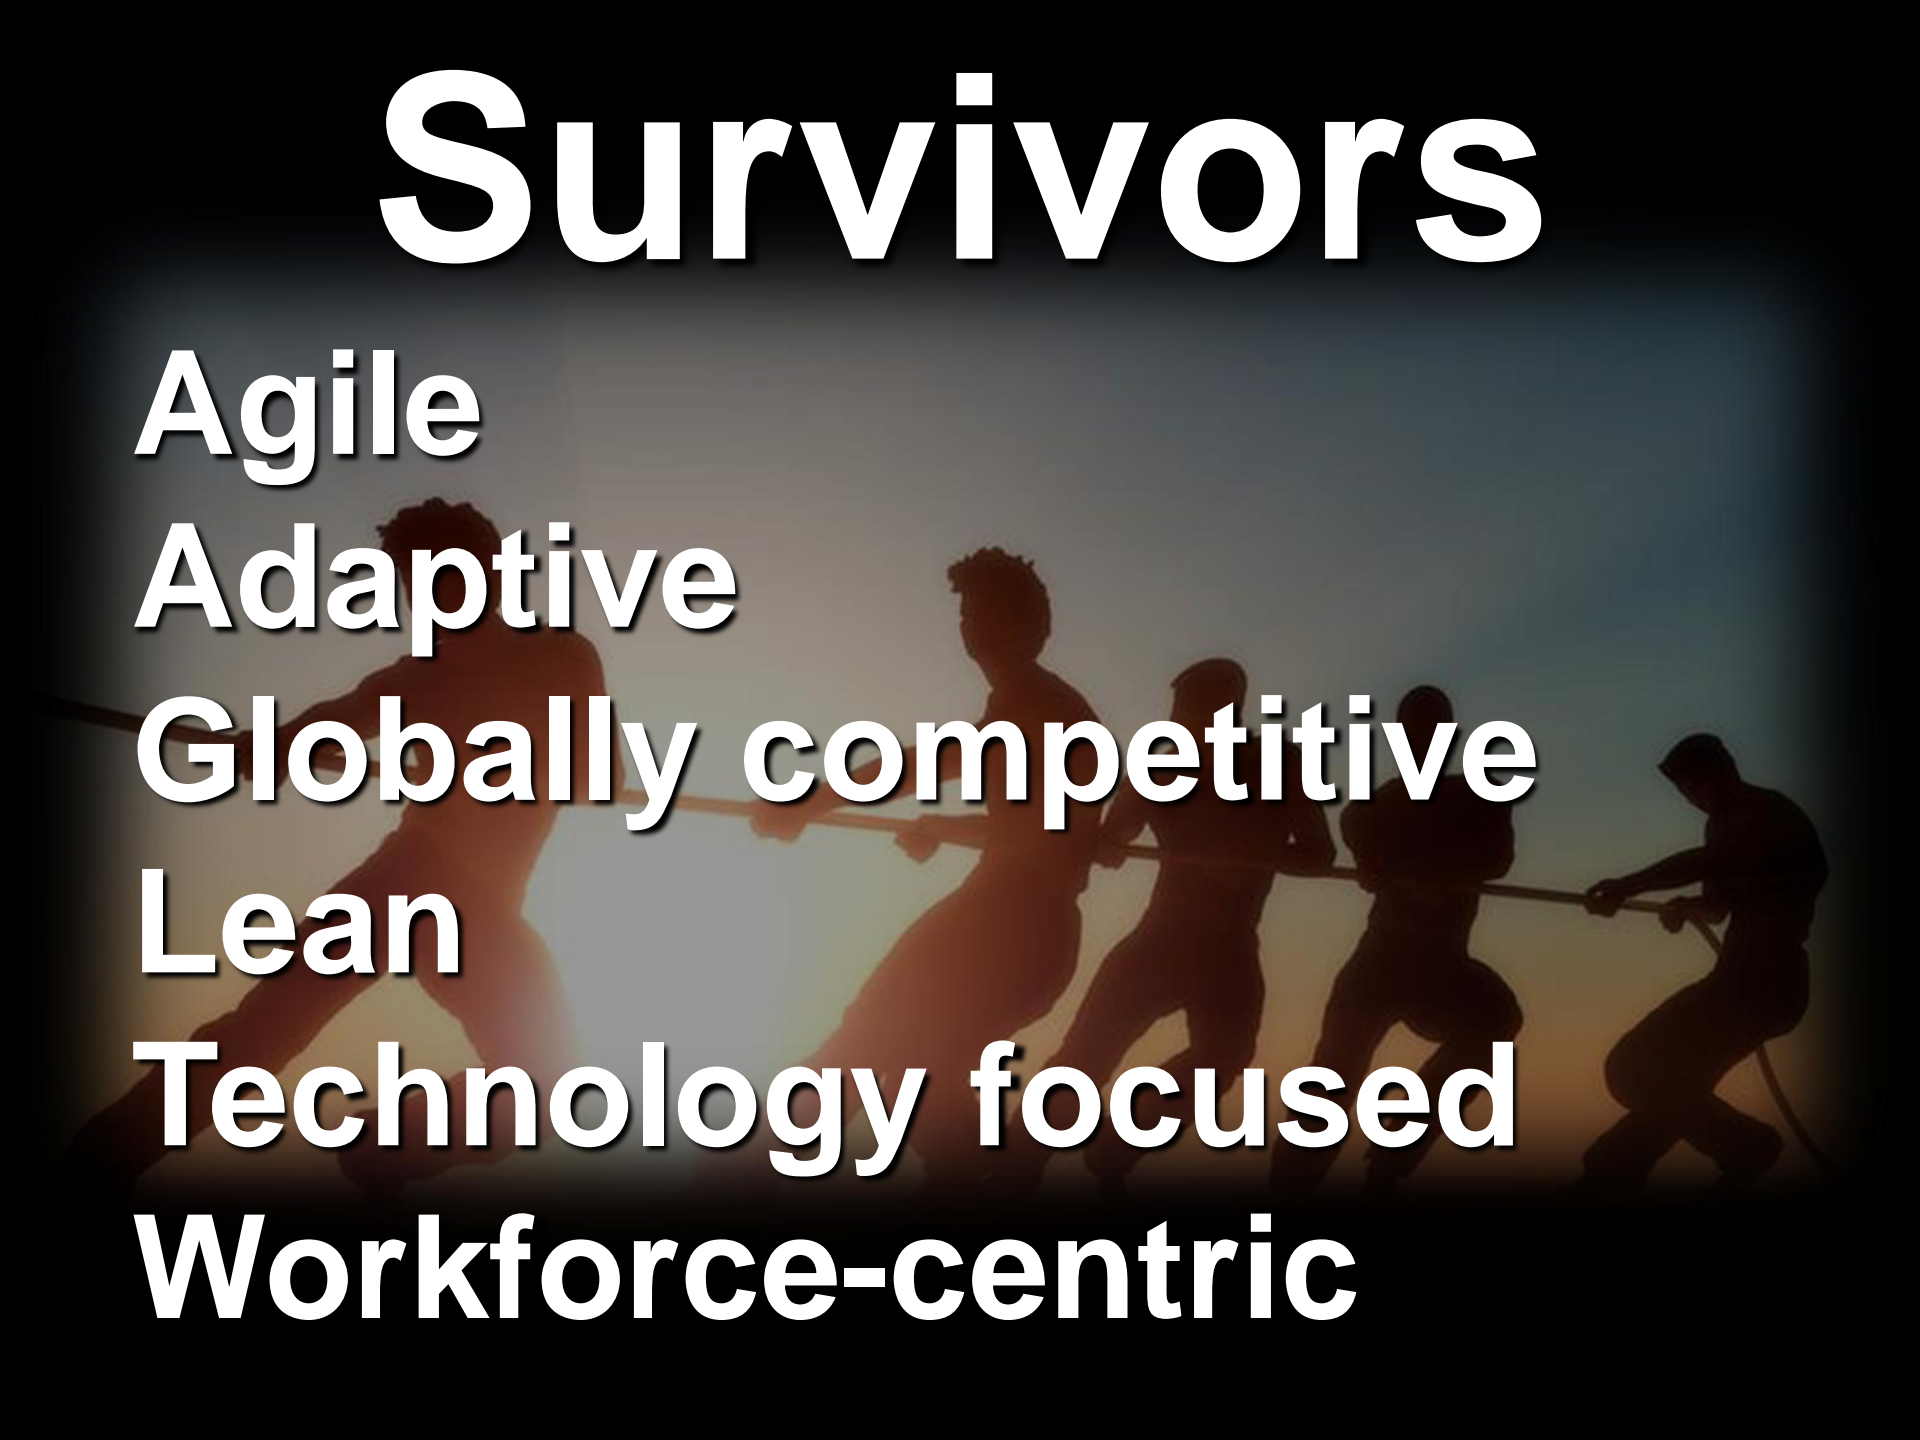 Survivors
Agile
Adaptive
Globally competitive
Lean
Technology focused
Workforce-centric